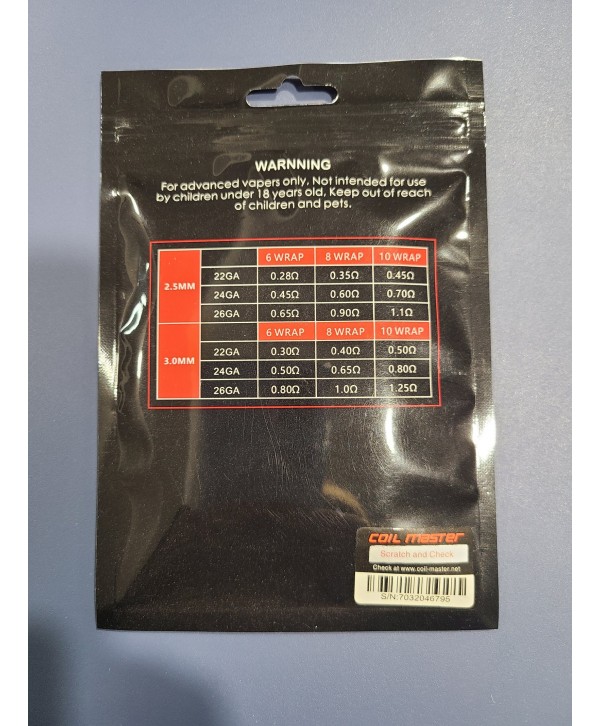 WARNNING
For advanced vapers only, Not intended for use
by children under 18 years old, Keep out of reach
of children and pets.
6 WRAP 8 WRAP 10 WRAP
2.5MM
22GA 0.28Ω 0.35Ω 0.45Ω
24GA 0.45Ω 0.60Ω 0.70Ω
26GA 0.65Ω 0.90Ω 1.1Ω
6 WRAP 8 WRAP 10 WRAP
3.0MM
22GA 0.30Ω 0.40Ω 0.50Ω
24GA 0.50Ω 0.65Ω 0.80Ω
26GA 0.80Ω 1.0Ω 1.25Ω
COIL MASTER
Scratch and Check
Check at www.coil-master.net
S/N:7032046795